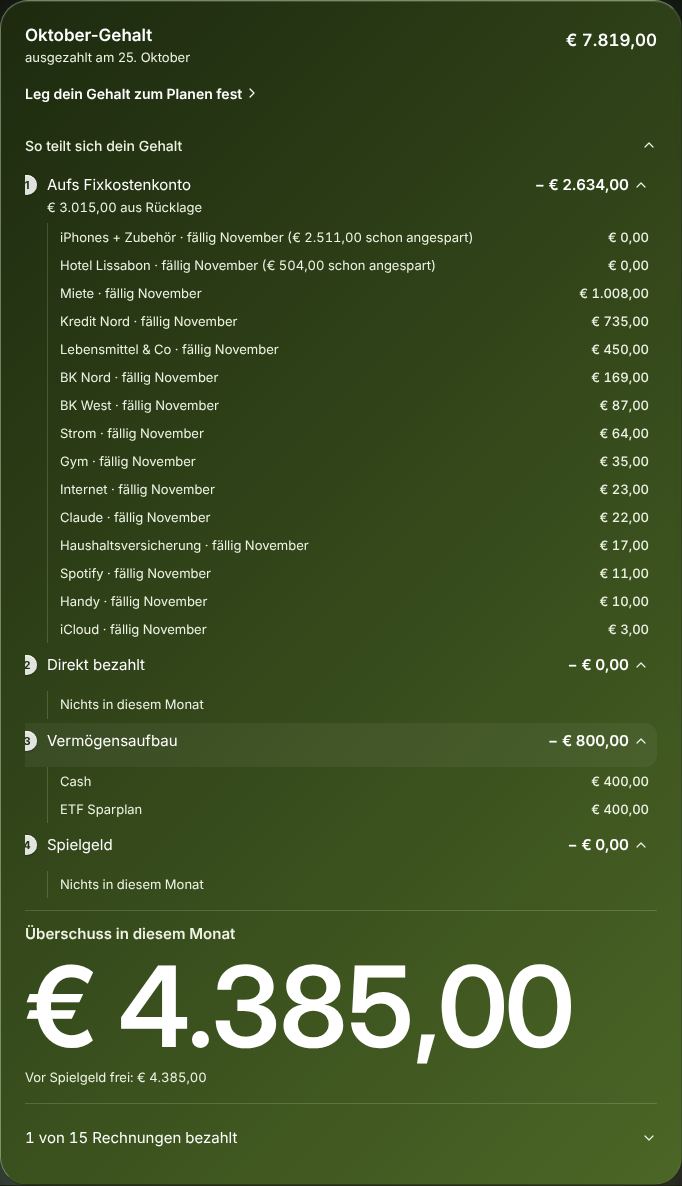 Oktober-Gehalt
€ 7.819,00
ausgezahlt am 25. Oktober
Leg dein Gehalt zum Planen fest
So teilt sich dein Gehalt
1 Aufs Fixkostenkonto – € 2.634,00
€ 3.015,00 aus Rücklage
iPhones + Zubehör · fällig November (€ 2.511,00 schon angespart) € 0,00
Hotel Lissabon · fällig November (€ 504,00 schon angespart) € 0,00
Miete · fällig November € 1.008,00
Kredit Nord · fällig November € 735,00
Lebensmittel & Co · fällig November € 450,00
BK Nord · fällig November € 169,00
BK West · fällig November € 87,00
Strom · fällig November € 64,00
Gym · fällig November € 35,00
Internet · fällig November € 23,00
Claude · fällig November € 22,00
Haushaltsversicherung · fällig November € 17,00
Spotify · fällig November € 11,00
Handy · fällig November € 10,00
iCloud · fällig November € 3,00
2 Direkt bezahlt – € 0,00
Nichts in diesem Monat
3 Vermögensaufbau – € 800,00
Cash € 400,00
ETF Sparplan € 400,00
4 Spielgeld – € 0,00
Nichts in diesem Monat
Überschuss in diesem Monat
€ 4.385,00
Vor Spielgeld frei: € 4.385,00
1 von 15 Rechnungen bezahlt